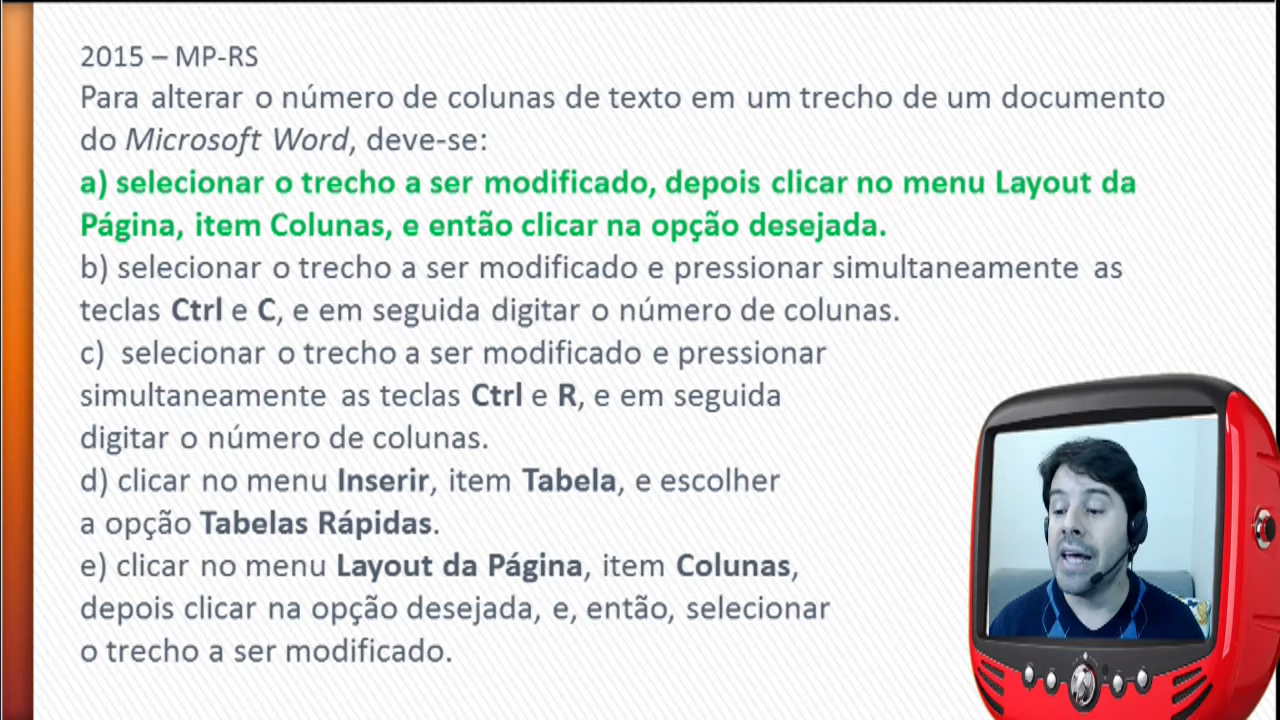 2015 – MP-RS
Para alterar o número de colunas de texto em um trecho de um documento
do Microsoft Word, deve-se:
a) selecionar o trecho a ser modificado, depois clicar no menu Layout da
Página, item Colunas, e então clicar na opção desejada.
b) selecionar o trecho a ser modificado e pressionar simultaneamente as
teclas Ctrl e C, e em seguida digitar o número de colunas.
c) selecionar o trecho a ser modificado e pressionar
simultaneamente as teclas Ctrl e R, e em seguida
digitar o número de colunas.
d) clicar no menu Inserir, item Tabela, e escolher
a opção Tabelas Rápidas.
e) clicar no menu Layout da Página, item Colunas,
depois clicar na opção desejada, e, então, selecionar
o trecho a ser modificado.